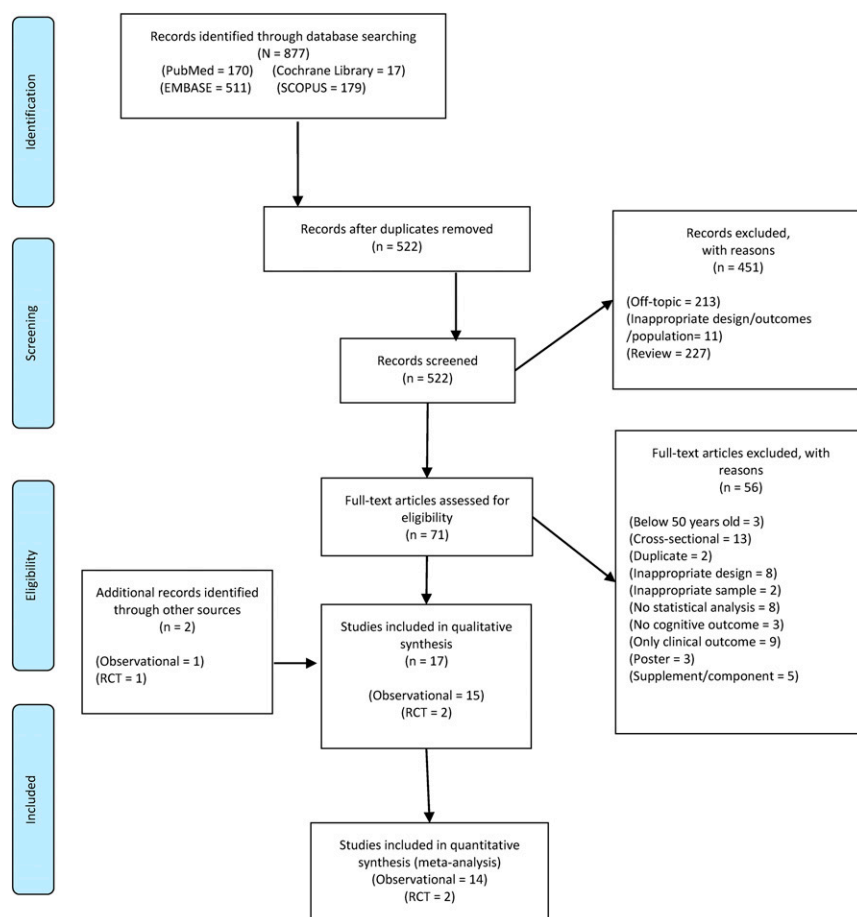 Identification
Records identified through database searching
(N = 877)
(PubMed = 170) (Cochrane Library = 17)
(EMBASE = 511) (SCOPUS = 179)
Records after duplicates removed
(n = 522)
Screening
Records excluded,
with reasons
(n = 451)
(Off-topic = 213)
(Inappropriate design/outcomes
/population= 11)
(Review = 227)
Records screened
(n = 522)
Eligibility
Full-text articles assessed for
eligibility
(n = 71)
Full-text articles excluded, with
reasons
(n = 56)
(Below 50 years old = 3)
(Cross-sectional = 13)
(Duplicate = 2)
(Inappropriate design = 8)
(Inappropriate sample = 2)
(No statistical analysis = 8)
(No cognitive outcome = 3)
(Only clinical outcome = 9)
(Poster = 3)
(Supplement/component = 5)
Additional records identified
through other sources
(n = 2)
(Observational = 1)
(RCT = 1)
Studies included in qualitative
synthesis
(n = 17)
(Observational = 15)
(RCT = 2)
Included
Studies included in quantitative
synthesis (meta-analysis)
(Observational = 14)
(RCT = 2)